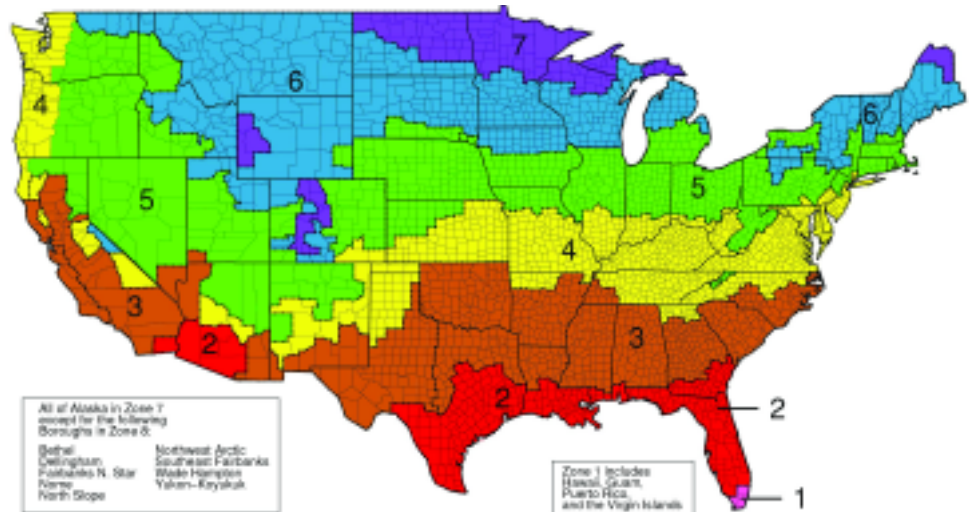 7
6
6
4
5
5
4
3
3
2
2
2
1
All of Alaska in Zone 7
except for the following
Boroughs in Zone 8:
Bethel Northwest Arctic
Dellingham Southeast Fairbanks
Fairbanks N. Star Wade Hampton
Nome Yukon-Koyukuk
North Slope
Zone 1 includes
Hawaii, Guam,
Puerto Rico,
and the Virgin Islands